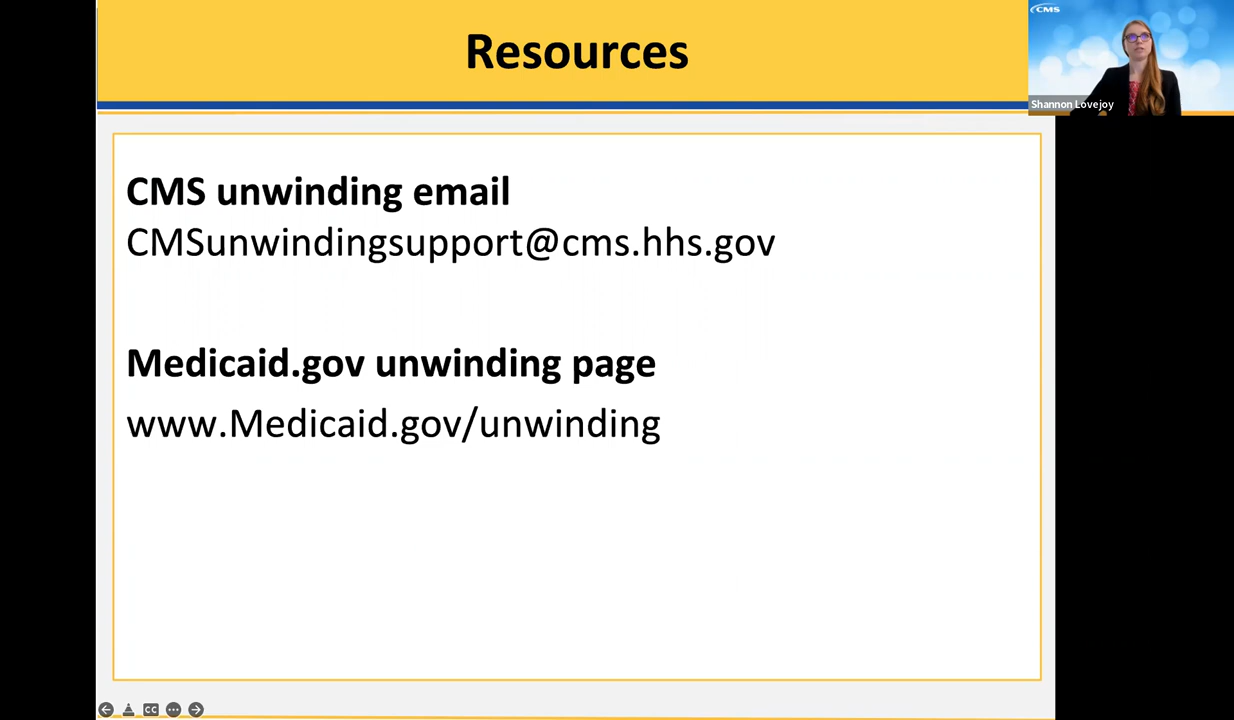 Resources
CMS
Shannon Lovejoy
CMS unwinding email
CMSunwindingsupport@cms.hhs.gov
Medicaid.gov unwinding page
www.Medicaid.gov/unwinding
CC